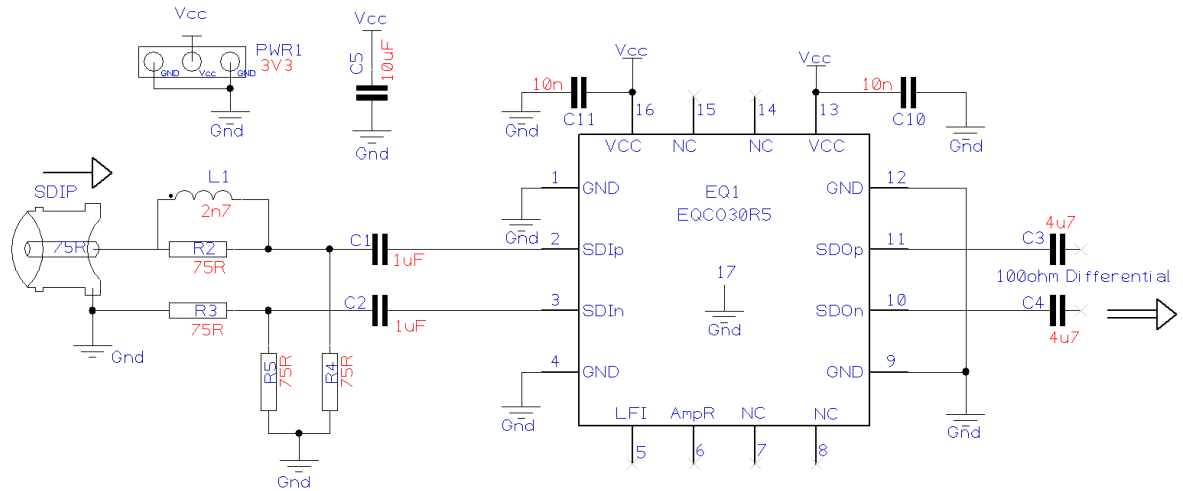 Vcc
PWR1
3V3
GND
Vcc
GND
Gnd
Vcc
C5
10uF
Gnd
Vcc
10n
C11
Gnd
16
15
14
13
Vcc
10n
C10
Gnd
VCC
NC
NC
VCC
SDIP
75R
L1
2n7
R2
75R
R3
75R
Gnd
R5
75R
R4
75R
Gnd
C1
1uF
C2
1uF
1
GND
Gnd
2
SDIp
3
SDIn
4
GND
Gnd
EQ1
EQCO30R5
17
Gnd
12
GND
11
SDOp
10
SDOn
9
GND
Gnd
LFI
AmpR
NC
NC
5
6
7
8
4u7
C3
100ohm Differential
C4
4u7